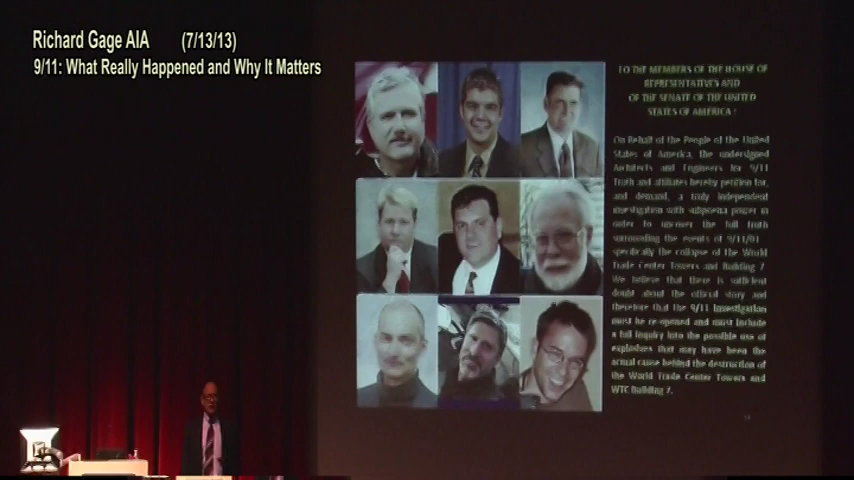 Richard Gage AIA (7/13/13)
9/11: What Really Happened and Why It Matters
TO THE MEMBERS OF THE HOUSE OF
REPRESENTATIVES AND
OF THE SENATE OF THE UNITED
STATES OF AMERICA :
On Behalf of the People of the United
States of America, the undersigned
Architects and Engineers for 9/11
Truth and affiliates hereby petition for,
and demand, a truly independent
investigation with subpoena power in
order to uncover the full truth
surrounding the events of 9/11/01 -
specifically the collapse of the World
Trade Center Towers and Building 7.
We believe that there is sufficient
doubt about the official story and
therefore that the 9/11 investigation
must be re-opened and must include
a full inquiry into the possible use of
explosives that may have been the
actual cause behind the destruction of
the World Trade Center Towers and
WTC Building 7.